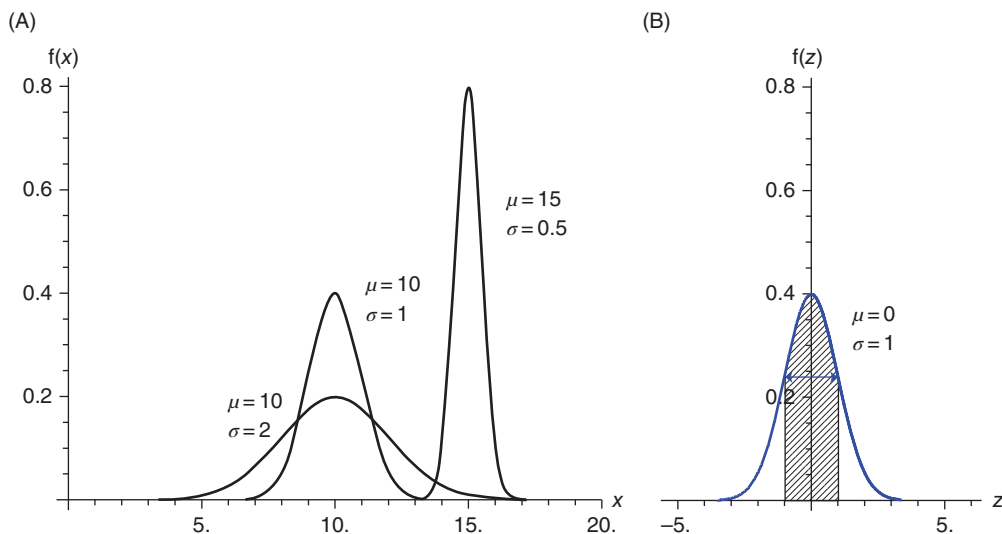 (A)
f(x)
0.8
0.6
0.4
0.2
μ = 15
σ = 0.5
μ = 10
σ = 1
μ = 10
σ = 2
5.
10.
15.
20.
x
(B)
f(z)
0.8
0.6
0.4
0.2
μ = 0
σ = 1
−5.
5.
z